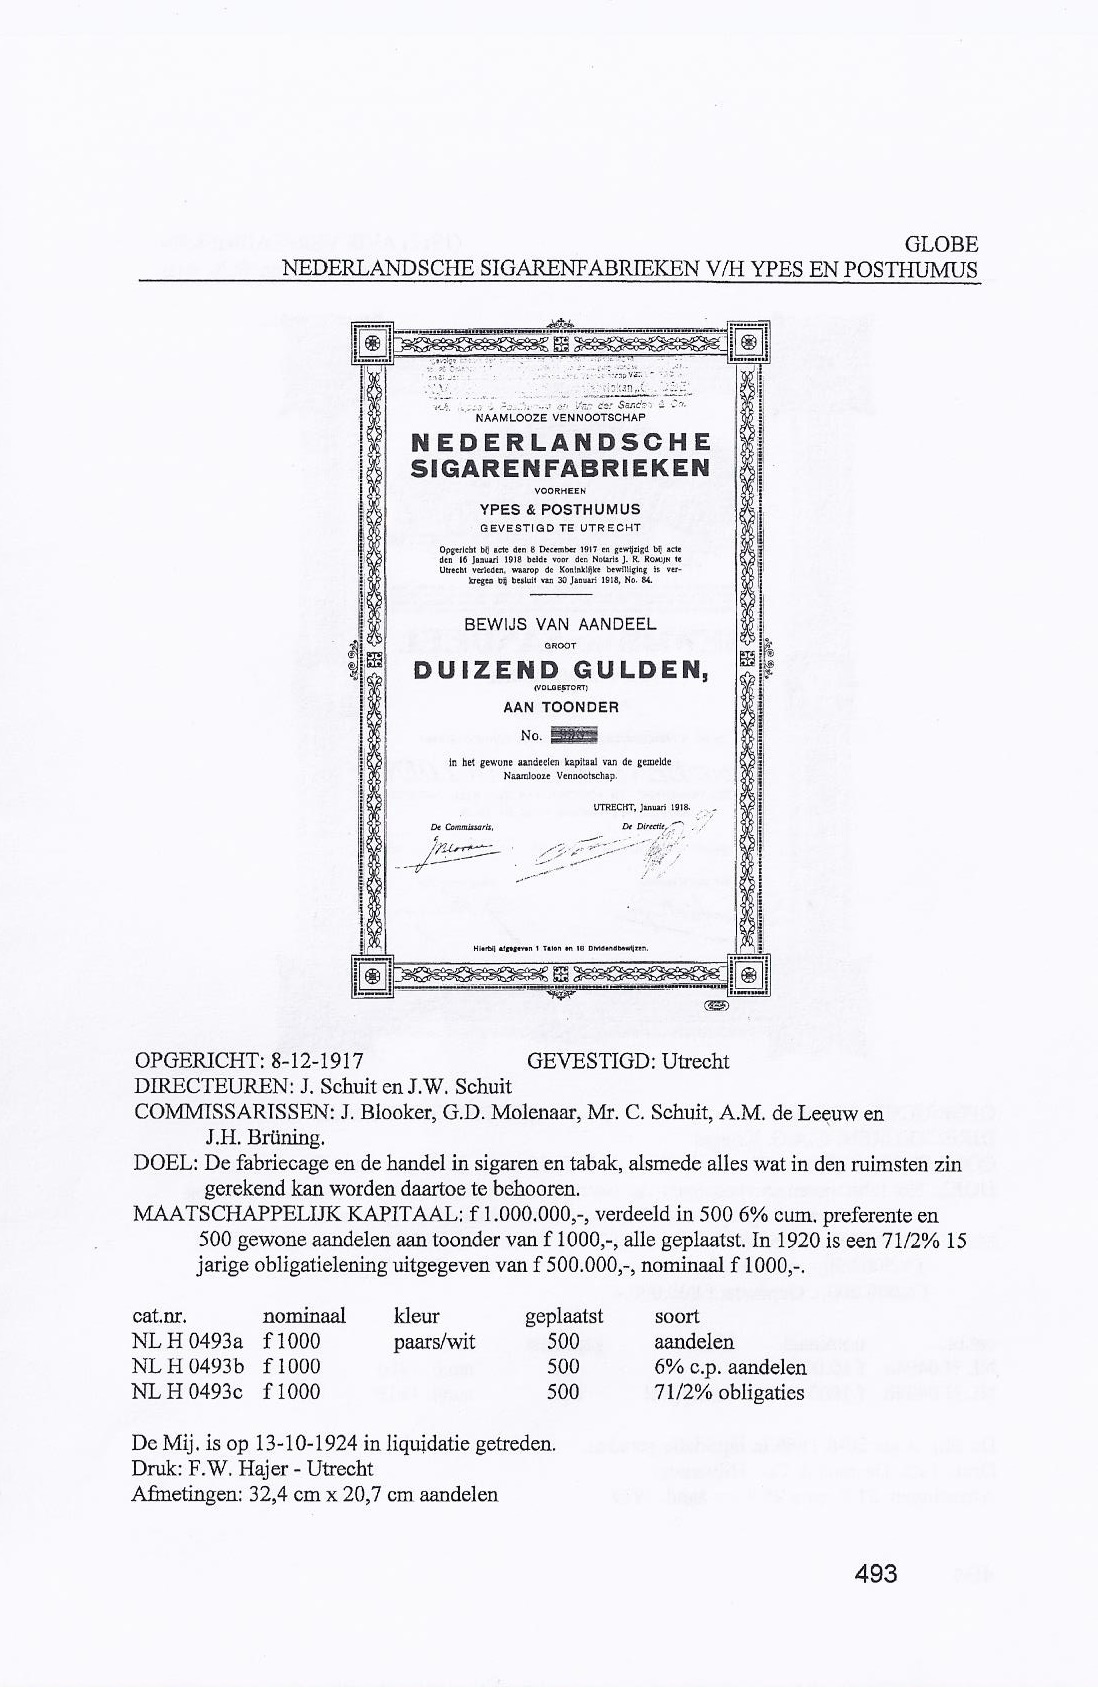 GLOBE
NEDERLANDSCHE SIGARENFABRIEKEN V/H YPES EN POSTHUMUS
Van der Sanden & Co.
NAAMLOOZE VENNOOTSCHAP
NEDERLANDSCHE
SIGARENFABRIEKEN
VOORHEEN
YPES & POSTHUMUS
GEVESTIGD TE UTRECHT
Opgericht bij acte den 8 December 1917 en gewijzigd bij acte
den 16 Januari 1918 beide voor den Notaris J. R. ROMIJN te
Utrecht verleden, waarop de Koninklijke bewilliging is ver-
kregen bij besluit van 30 Januari 1918, No. 84.
BEWIJS VAN AANDEEL
GROOT
DUIZEND GULDEN,
(VOLGESTORT)
AAN TOONDER
No.
in het gewone aandeelen kapitaal van de gemelde
Naamlooze Vennootschap.
UTRECHT, Januari 1918.
De Commissaris, De Directie,
Hierbij afgegeven 1 Talon en 18 Dividendbewijzen.
OPGERICHT: 8-12-1917 GEVESTIGD: Utrecht
DIRECTEUREN: J. Schuit en J.W. Schuit
COMMISSARISSEN: J. Blooker, G.D. Molenaar, Mr. C. Schuit, A.M. de Leeuw en
J.H. Brüning.
DOEL: De fabriecage en de handel in sigaren en tabak, alsmede alles wat in den ruimsten zin
gerekend kan worden daartoe te behooren.
MAATSCHAPPELIJK KAPITAAL: f 1.000.000,-, verdeeld in 500 6% cum. preferente en
500 gewone aandelen aan toonder van f 1000,-, alle geplaatst. In 1920 is een 71/2% 15
jarige obligatielening uitgegeven van f 500.000,-, nominaal f 1000,-.
cat.nr. nominaal kleur geplaatst soort
NL H 0493a f 1000 paars/wit 500 aandelen
NL H 0493b f 1000 500 6% c.p. aandelen
NL H 0493c f 1000 500 71/2% obligaties
De Mij. is op 13-10-1924 in liquidatie getreden.
Druk: F.W. Hajer - Utrecht
Afmetingen: 32,4 cm x 20,7 cm aandelen
493